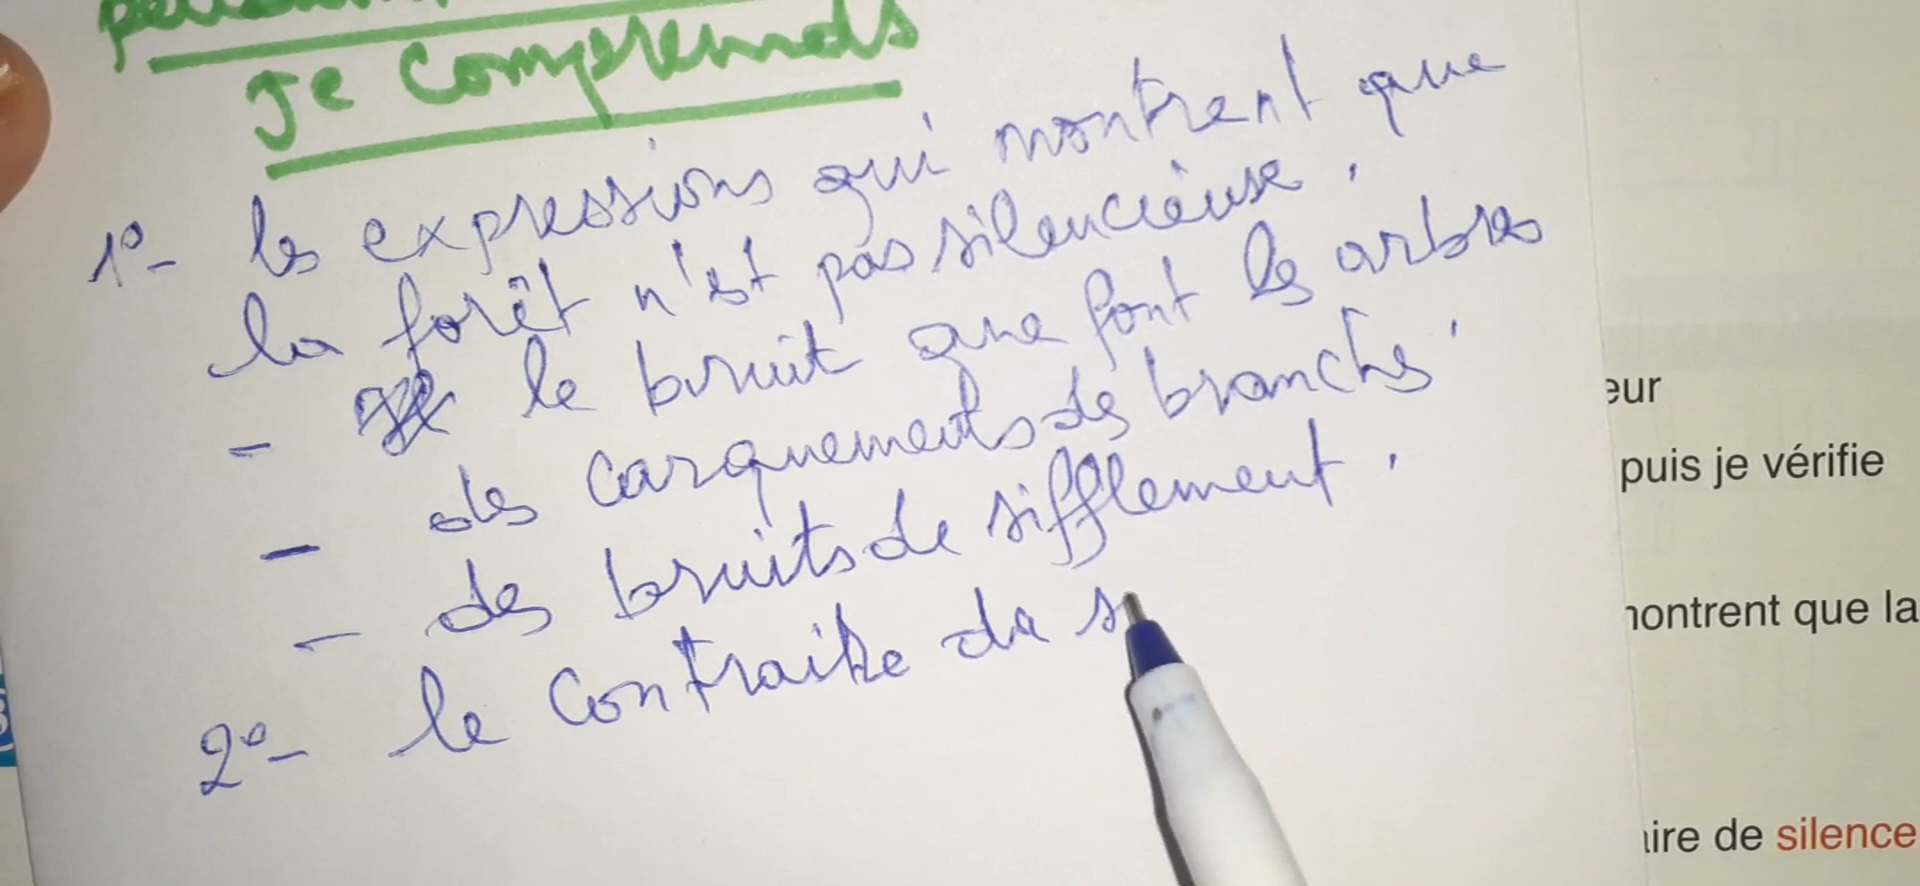 je comprends
1°- les expressions qui montrent que
la forêt n'est pas silencieuse.
- le bruit que font les arbres
- des carquements des branches.
- des bruits de sifflement.
2°- le contraire de s
eur
puis je vérifie
montrent que la
ire de silence